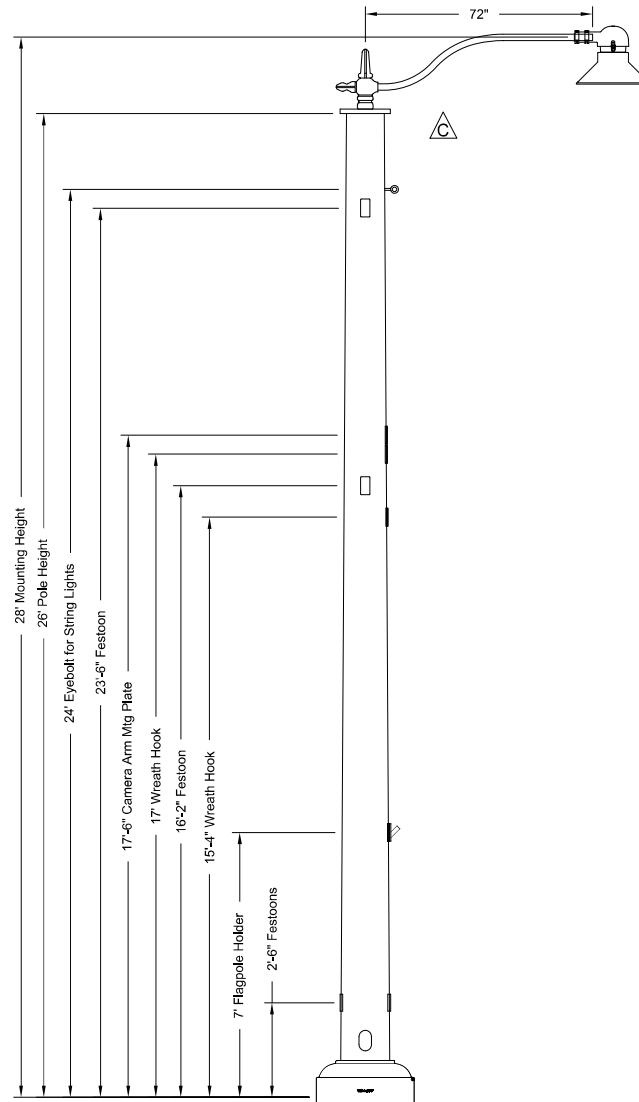 72"
C
28' Mounting Height
26' Pole Height
24' Eyebolt for String Lights
23'-6" Festoon
17'-6" Camera Arm Mtg Plate
17' Wreath Hook
16'-2" Festoon
15'-4" Wreath Hook
7' Flagpole Holder
2'-6" Festoons